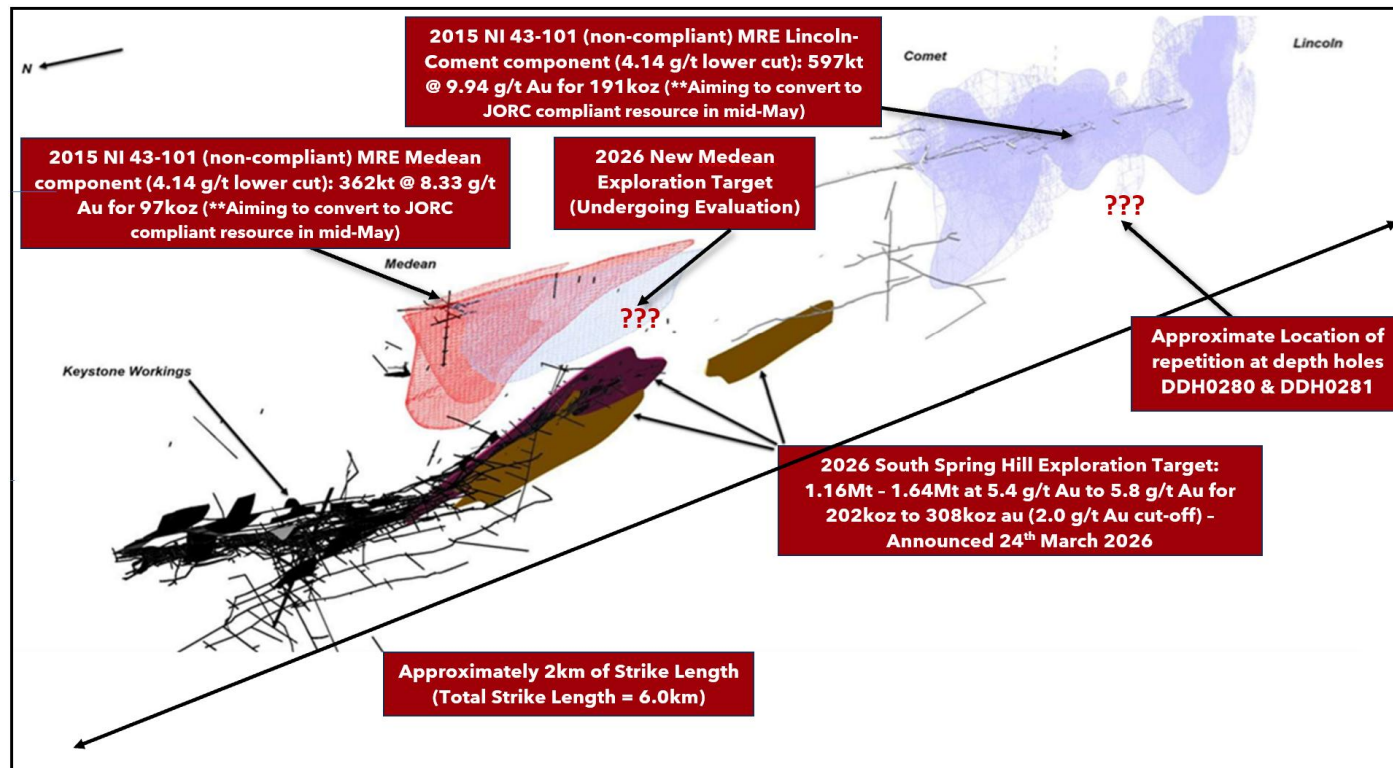 2015 NI 43-101 (non-compliant) MRE Lincoln-
Coment component (4.14 g/t lower cut): 597kt
@ 9.94 g/t Au for 191koz (**Aiming to convert to
JORC compliant resource in mid-May)
Comet
Lincoln
N
2015 NI 43-101 (non-compliant) MRE Medean
component (4.14 g/t lower cut): 362kt @ 8.33 g/t
Au for 97koz (**Aiming to convert to JORC
compliant resource in mid-May)
2026 New Medean
Exploration Target
(Undergoing Evaluation)
???
Medean
???
Approximate Location of
repetition at depth holes
DDH0280 & DDH0281
Keystone Workings
2026 South Spring Hill Exploration Target:
1.16Mt – 1.64Mt at 5.4 g/t Au to 5.8 g/t Au for
202koz to 308koz au (2.0 g/t Au cut-off) –
Announced 24th March 2026
Approximately 2km of Strike Length
(Total Strike Length = 6.0km)